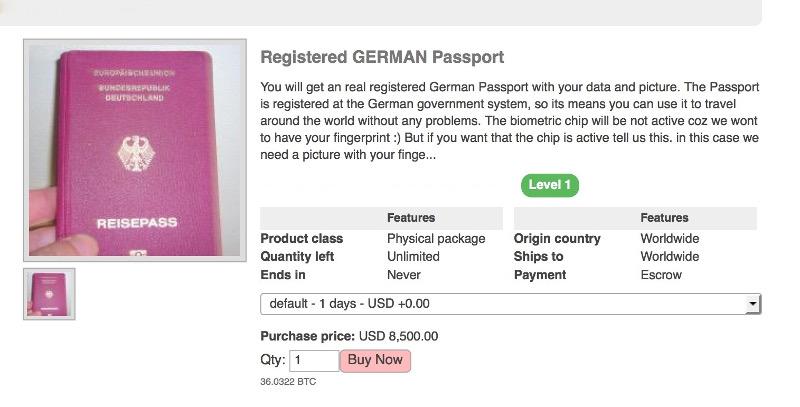 Registered GERMAN Passport
EUROPÄISCHE UNION
BUNDESREPUBLIK
DEUTSCHLAND
REISEPASS
You will get an real registered German Passport with your data and picture. The Passport
is registered at the German government system, so its means you can use it to travel
around the world without any problems. The biometric chip will be not active coz we wont
to have your fingerprint :) But if you want that the chip is active tell us this. in this case we
need a picture with your finge...
Level 1
Features Features
Product class Physical package Origin country Worldwide
Quantity left Unlimited Ships to Worldwide
Ends in Never Payment Escrow
default - 1 days - USD +0.00
Purchase price: USD 8,500.00
Qty: 1 Buy Now
36.0322 BTC